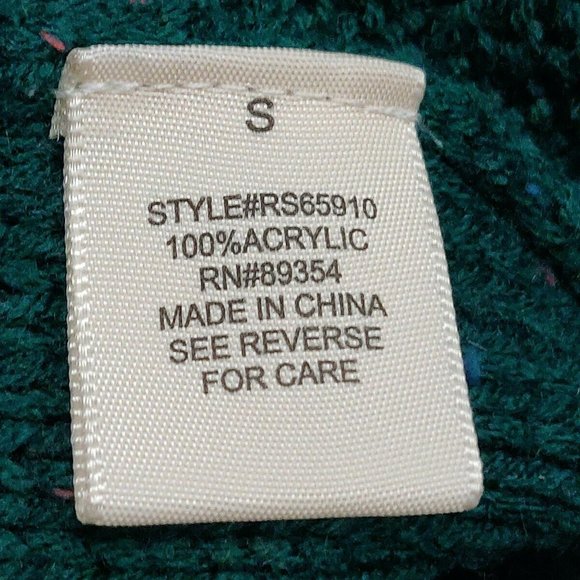 S
STYLE#RS65910
100%ACRYLIC
RN#89354
MADE IN CHINA
SEE REVERSE
FOR CARE